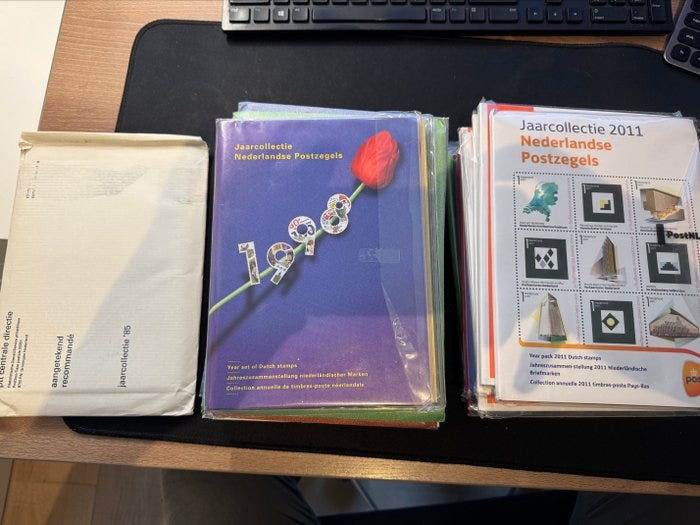 ptt centrale directie
aangetekend
recommandé
jaarcollectie '85
Jaarcollectie
Nederlandse Postzegels
1998
Year set of Dutch stamps
Jahreszusammenstellung niederländischer Marken
Collection annuelle de timbres-poste néerlandais
Jaarcollectie 2011
Nederlandse
Postzegels
PostNL
Year pack 2011 Dutch stamps
Jahreszusammen-stellung 2011 Niederländische
Briefmarken
Collection annuelle 2011 timbres-poste Pays-Bas
post